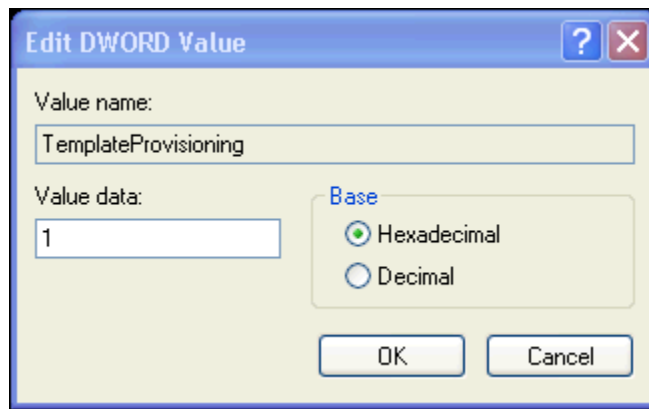 Edit DWORD Value
Value name:
TemplateProvisioning
Value data:
1
Base
Hexadecimal
Decimal
OK
Cancel